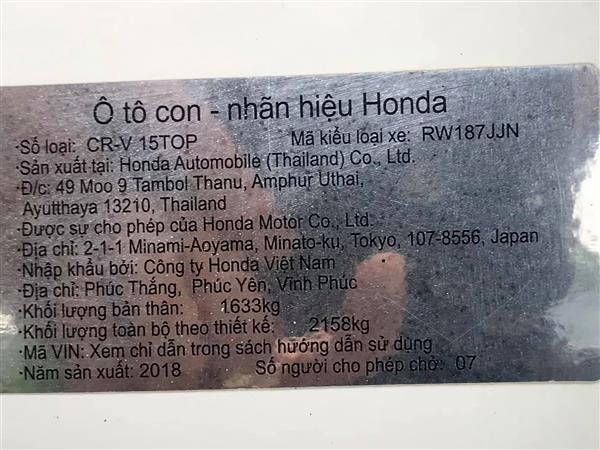 Ô tô con - nhãn hiệu Honda
·Số loại: CR-V 15TOP Mã kiểu loại xe: RW187JJN
·Sản xuất tại: Honda Automobile (Thailand) Co., Ltd.
·Đ/c: 49 Moo 9 Tambol Thanu, Amphur Uthai,
Ayutthaya 13210, Thailand
·Được sự cho phép của Honda Motor Co., Ltd.
·Địa chỉ: 2-1-1 Minami-Aoyama, Minato-ku, Tokyo, 107-8556, Japan
·Nhập khẩu bởi: Công ty Honda Việt Nam
·Địa chỉ: Phúc Thắng, Phúc Yên, Vĩnh Phúc
·Khối lượng bản thân: 1633kg
·Khối lượng toàn bộ theo thiết kế: 2158kg
·Mã VIN: Xem chỉ dẫn trong sách hướng dẫn sử dụng
·Năm sản xuất: 2018 Số người cho phép chở: 07